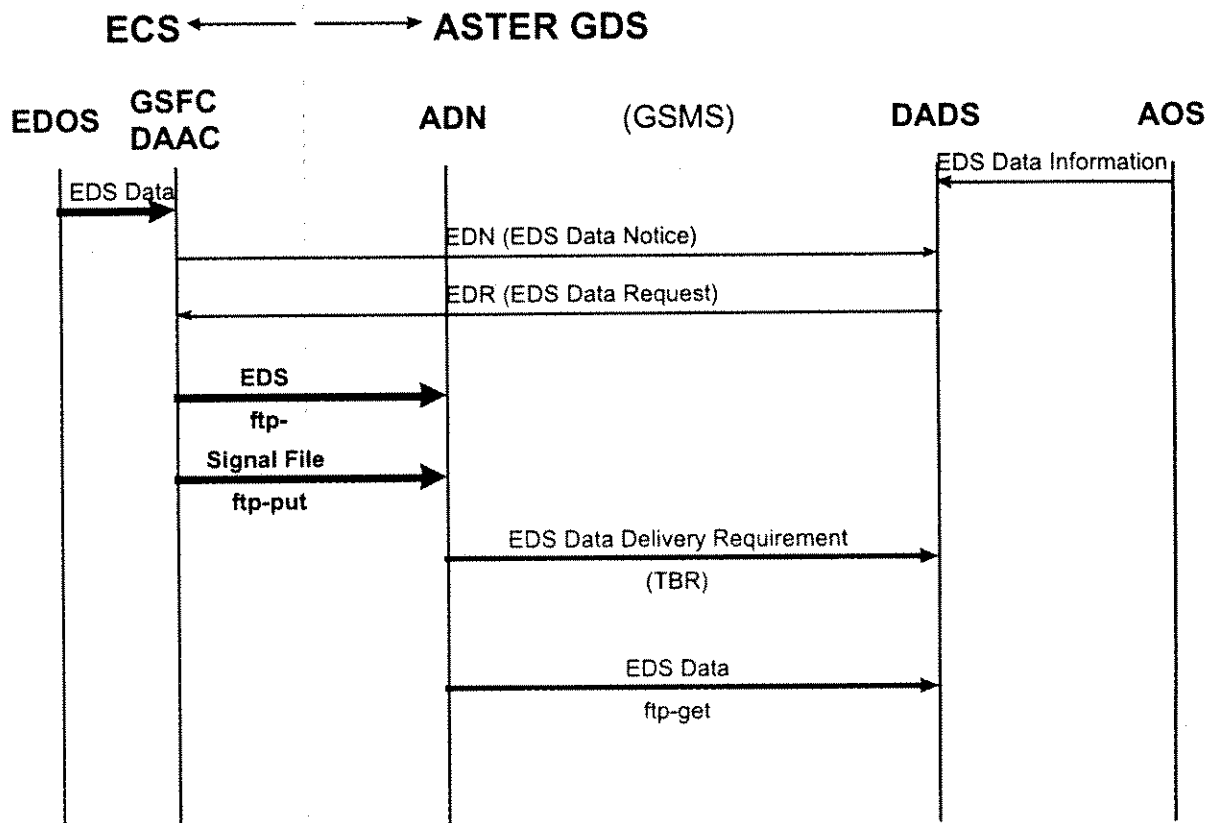 ECS ASTER GDS
EDOS GSFC DAAC ADN (GSMS) DADS AOS
EDS Data Information
EDS Data
EDN (EDS Data Notice)
EDR (EDS Data Request)
EDS
ftp-
Signal File
ftp-put
EDS Data Delivery Requirement
(TBR)
EDS Data
ftp-get